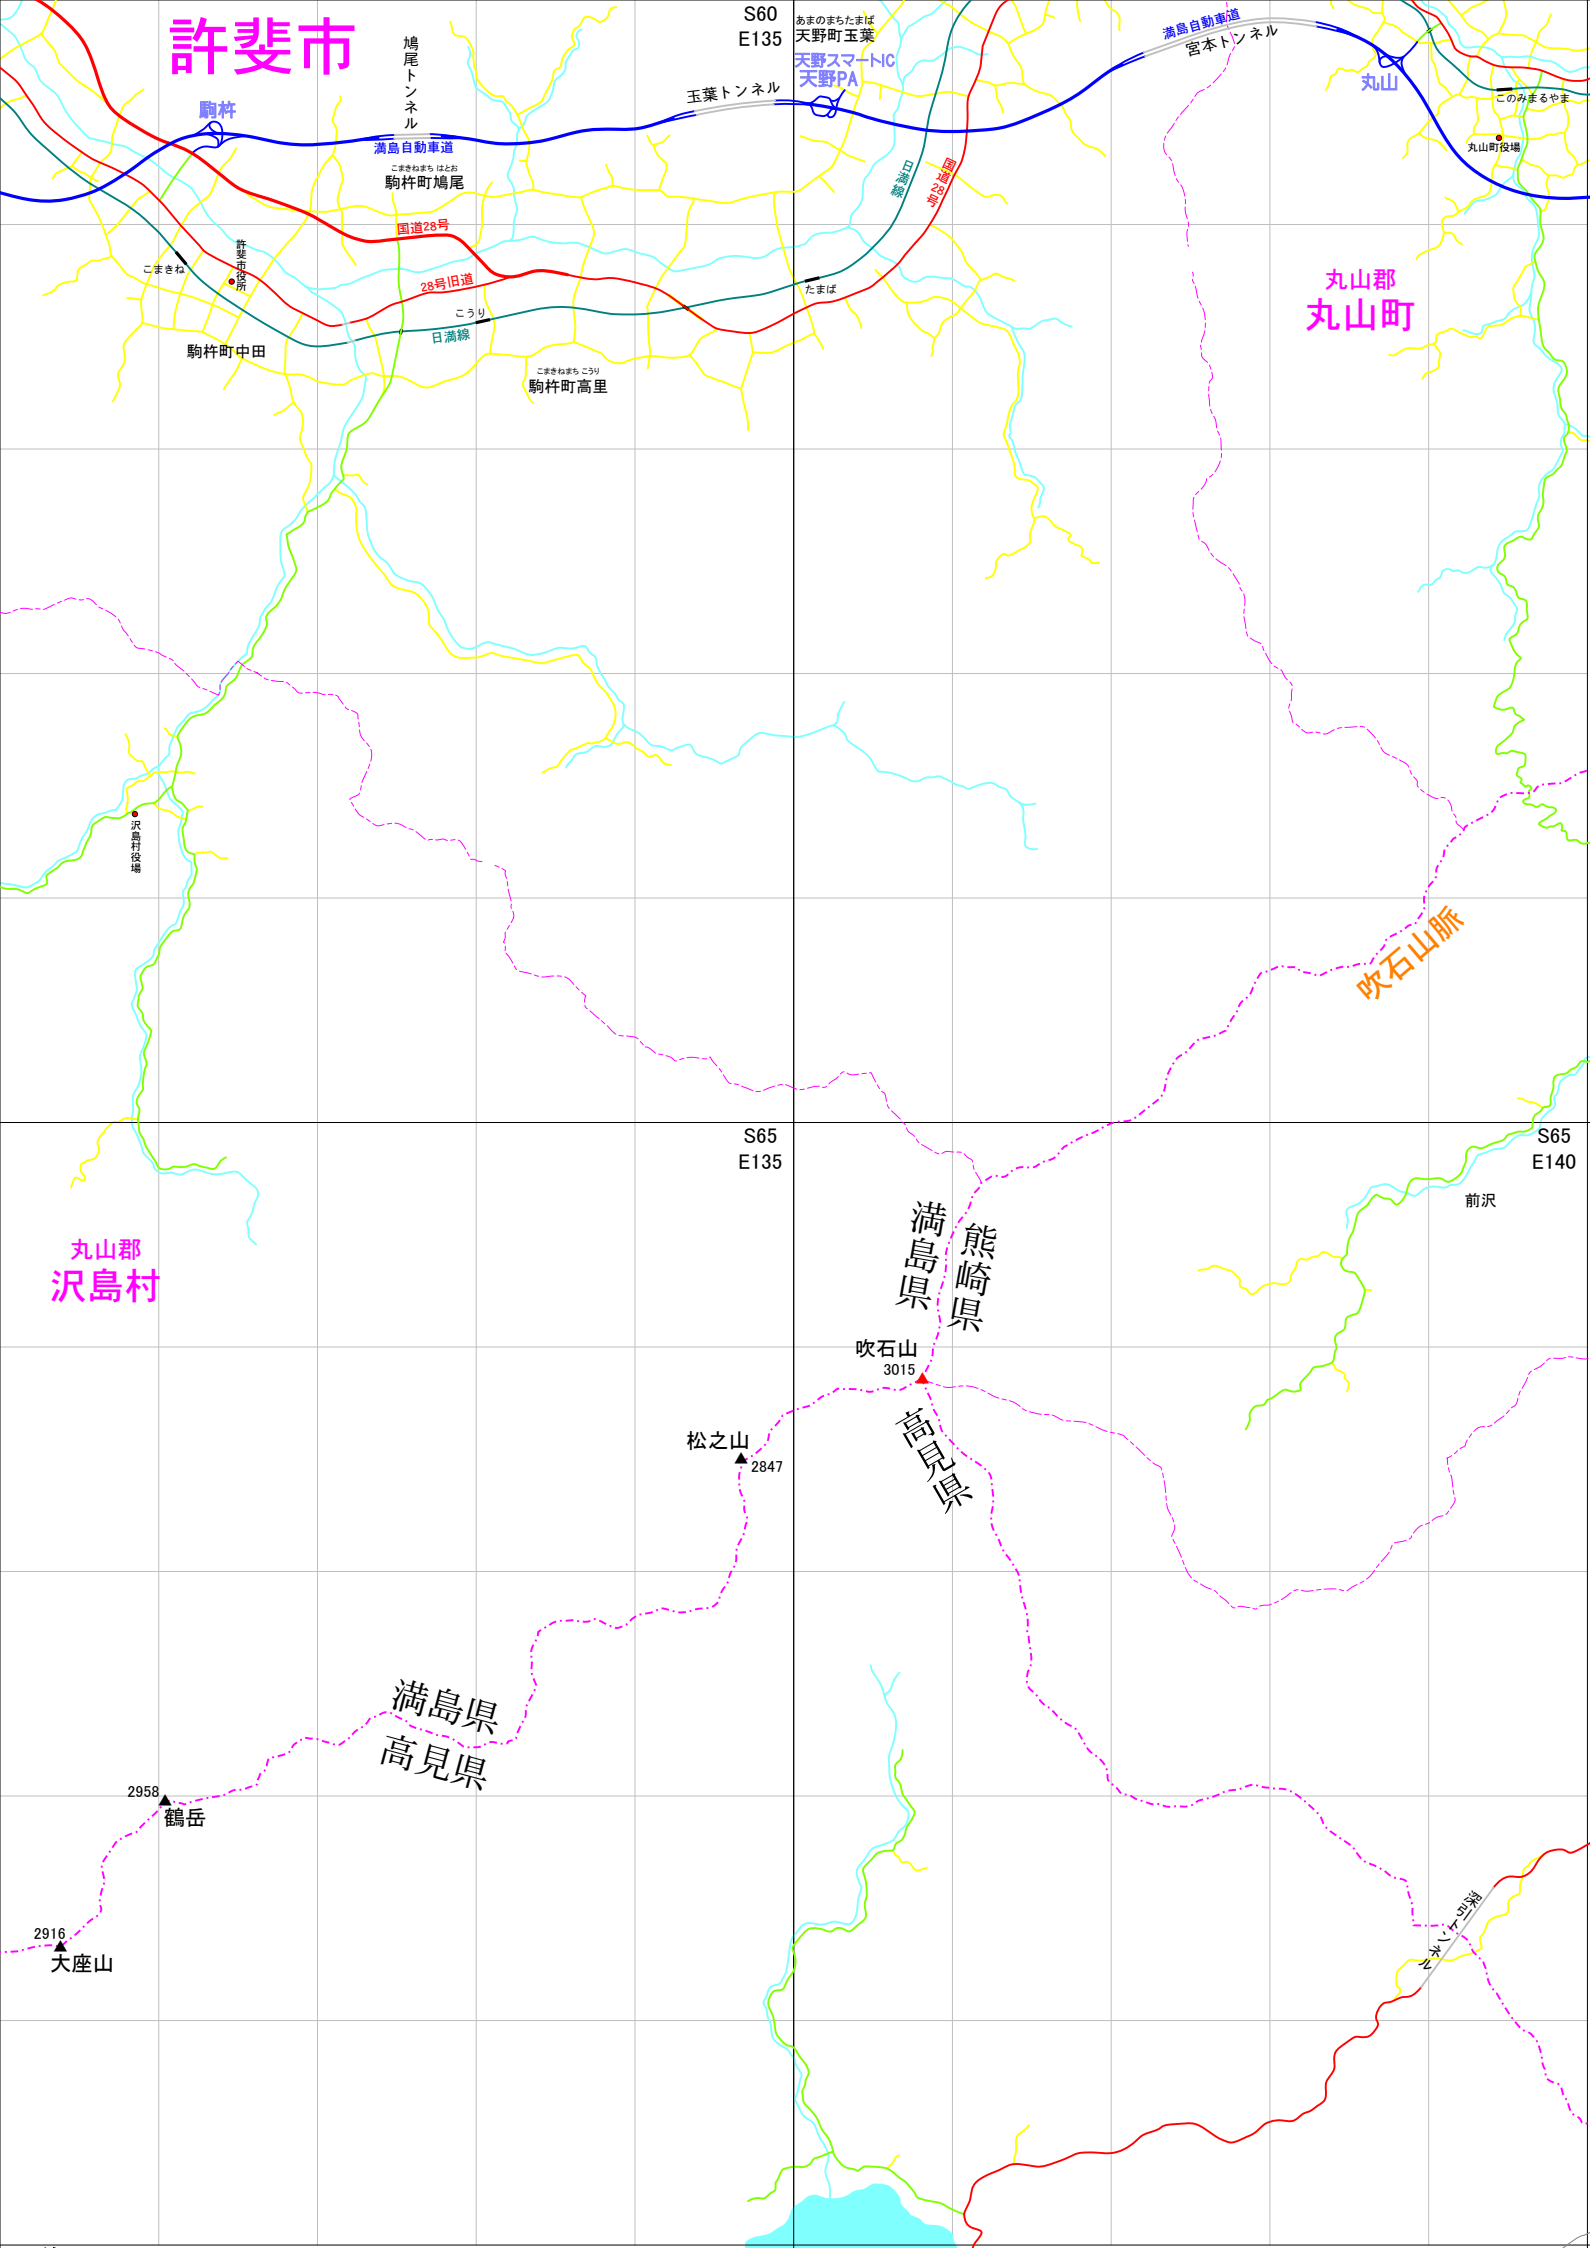 許斐市
S60
E135
あまのまちたまば
天野町玉葉
天野スマートIC
天野PA
満島自動車道
宮本トンネル
丸山
このみまるやま
丸山町役場
鳩尾トンネル
玉葉トンネル
駒杵
満島自動車道
こまきねまち はとお
駒杵町鳩尾
日満線
国道28号
国道28号
許斐市役所
こまきね
28号旧道
たまば
こうり
日満線
駒杵町中田
こまきねまち こうり
駒杵町高里
丸山郡
丸山町
沢島村役場
吹石山脈
S65
E135
S65
E140
前沢
丸山郡
沢島村
満島県
熊崎県
吹石山
3015
高見県
松之山
2847
満島県
高見県
2958
鶴岳
2916
大座山
深引トンネル